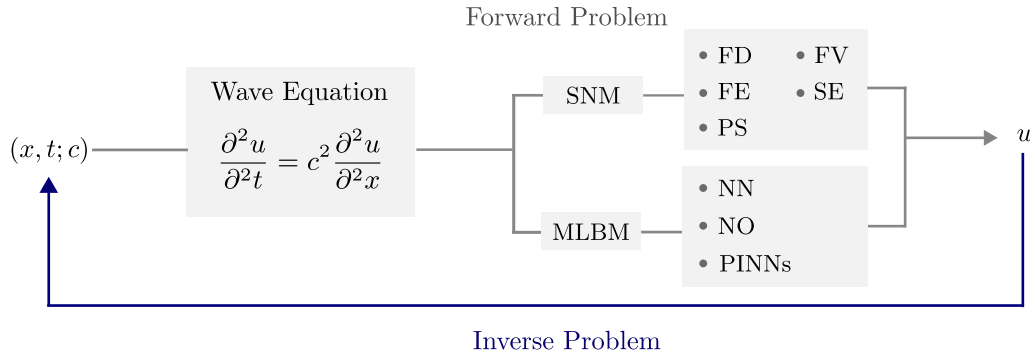 Forward Problem
(x, t; c)
Wave Equation
∂²u/∂²t = c² ∂²u/∂²x
SNM
• FD
• FV
• FE
• SE
• PS
u
MLBM
• NN
• NO
• PINNs
Inverse Problem